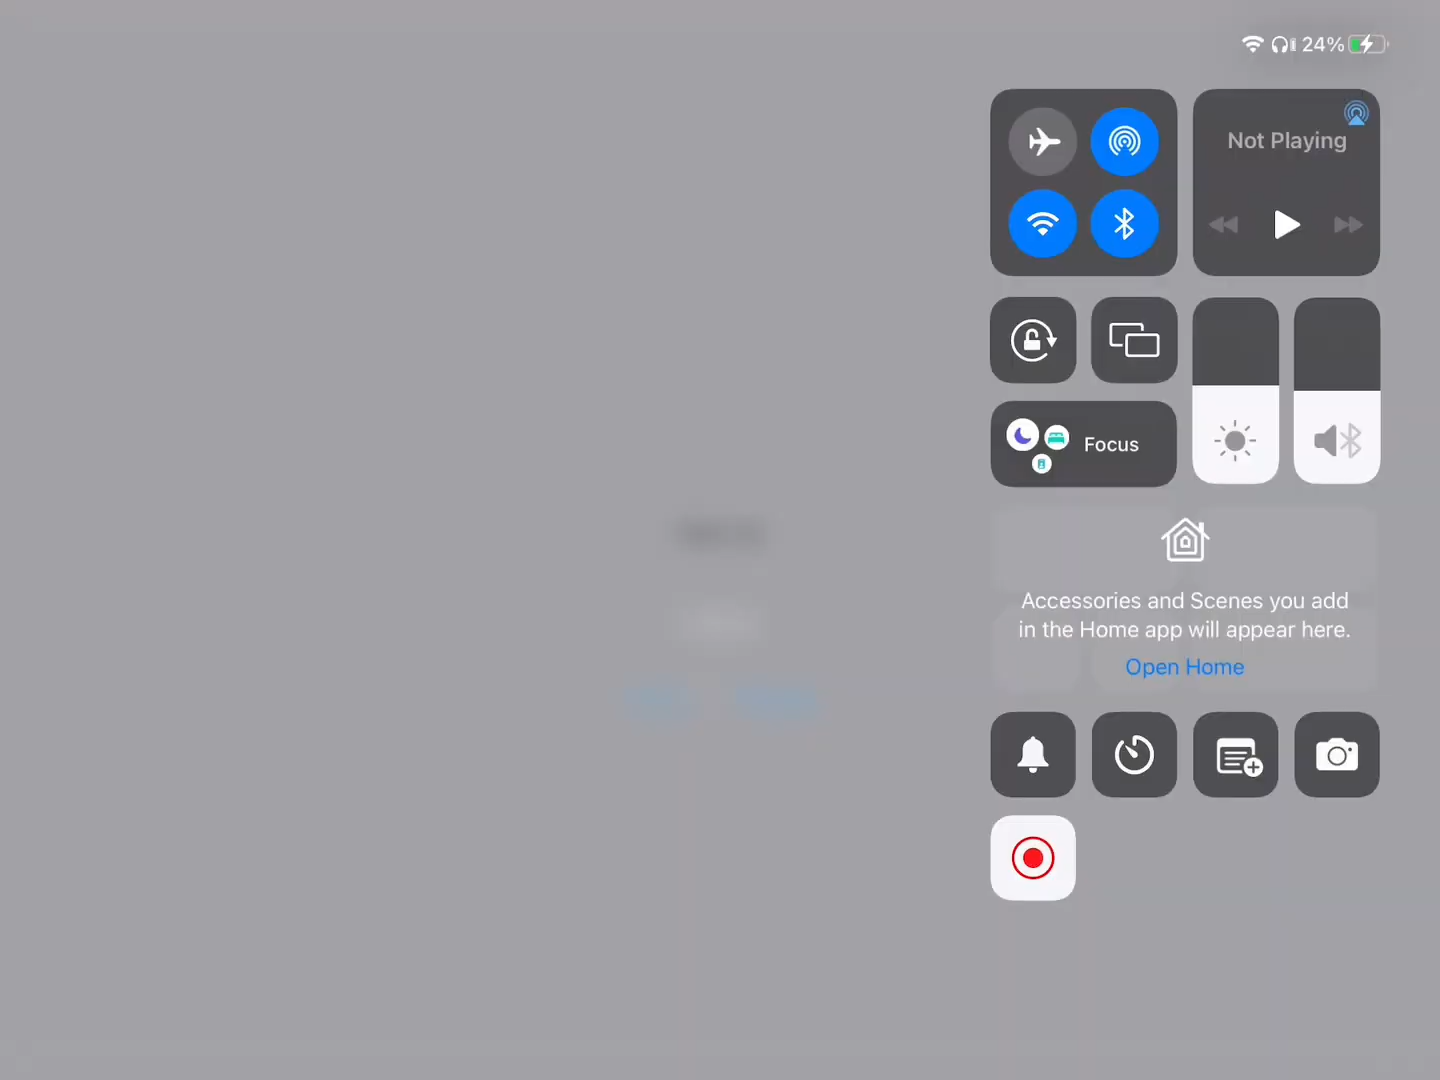 24%
Not Playing
Focus
Accessories and Scenes you add
in the Home app will appear here.
Open Home